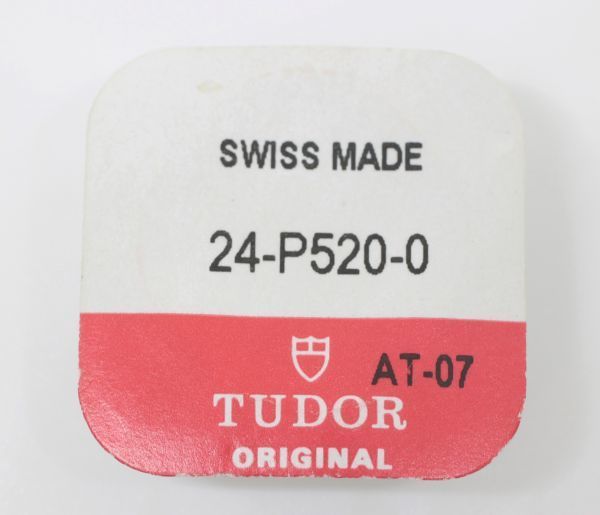 SWISS MADE
24-P520-0
AT-07
TUDOR
ORIGINAL